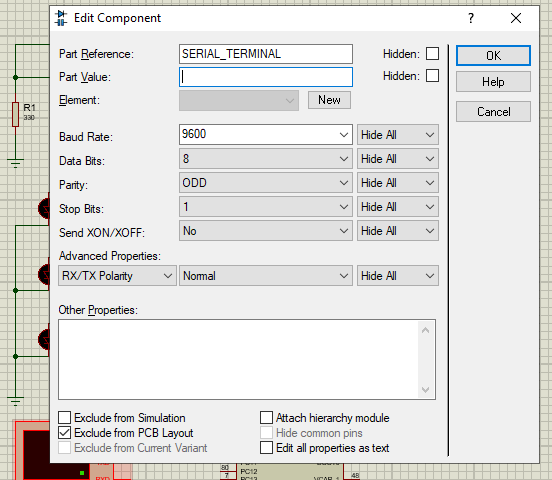 Edit Component
?
Part Reference: SERIAL_TERMINAL Hidden:
Part Value: Hidden:
Element: New
Baud Rate: 9600 Hide All
Data Bits: 8 Hide All
Parity: ODD Hide All
Stop Bits: 1 Hide All
Send XON/XOFF: No Hide All
Advanced Properties:
RX/TX Polarity Normal Hide All
Other Properties:
Exclude from Simulation Attach hierarchy module
Exclude from PCB Layout Hide common pins
Exclude from Current Variant Edit all properties as text
OK
Help
Cancel
R1
330
80
7
PC12
48